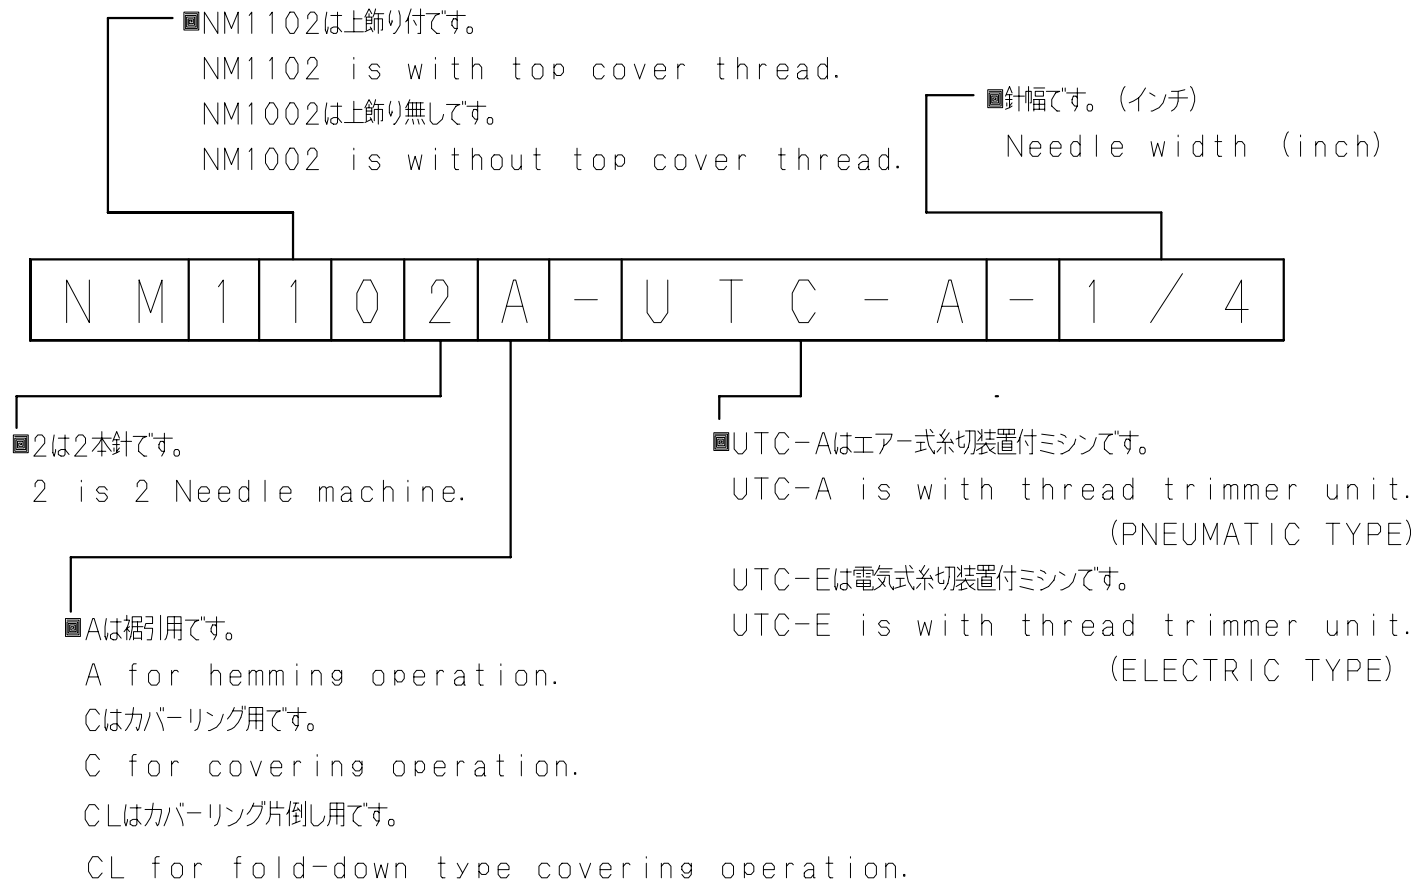 ■NM1102は上飾り付です。
NM1102 is with top cover thread.
NM1002は上飾り無しです。
NM1002 is without top cover thread.
■針幅です。(インチ)
Needle width (inch)
NM1102A-UTC-A-1/4
■2は2本針です。
2 is 2 Needle machine.
■Aは裾引用です。
A for hemming operation.
Cはカバーリング用です。
C for covering operation.
CLはカバーリング片倒し用です。
CL for fold-down type covering operation.
■UTC-Aはエアー式糸切装置付ミシンです。
UTC-A is with thread trimmer unit.
(PNEUMATIC TYPE)
UTC-Eは電気式糸切装置付ミシンです。
UTC-E is with thread trimmer unit.
(ELECTRIC TYPE)